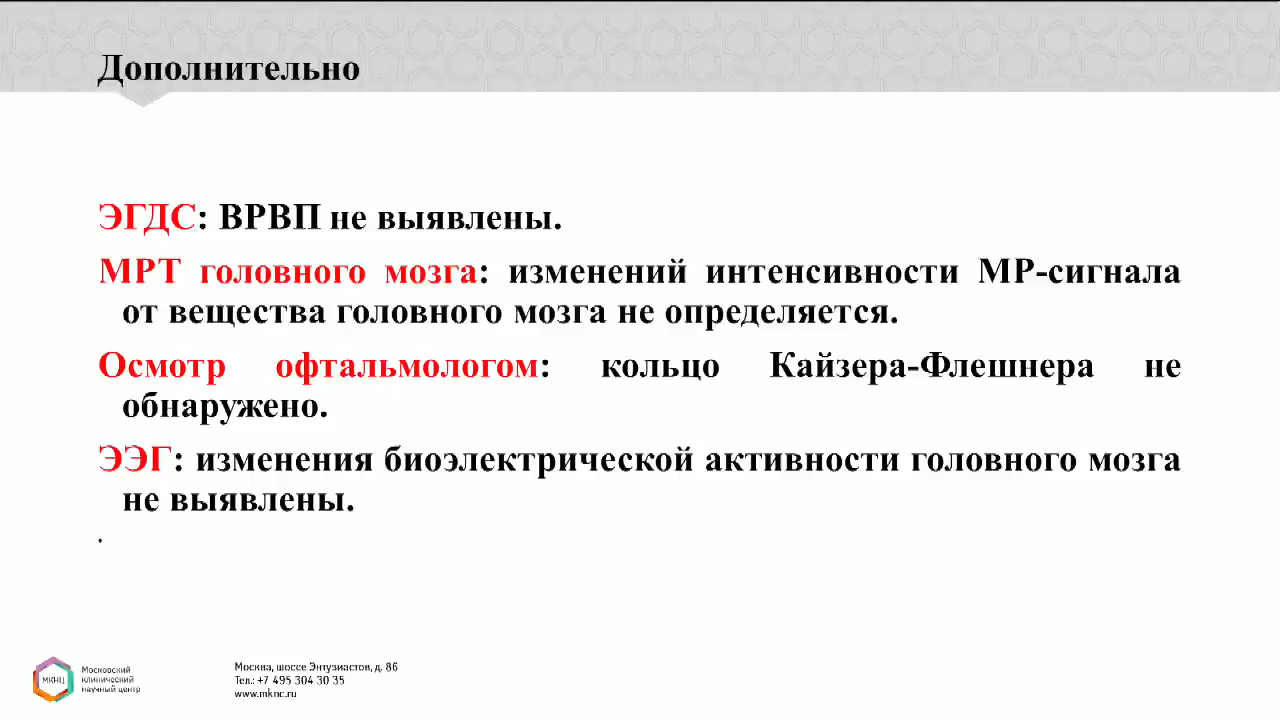 Дополнительно
ЭГДС: ВРВП не выявлены.
МРТ головного мозга: изменений интенсивности МР-сигнала
от вещества головного мозга не определяется.
Осмотр офтальмологом: кольцо Кайзера-Флешнера не
обнаружено.
ЭЭГ: изменения биоэлектрической активности головного мозга
не выявлены.
МКНЦ
Московский
клинический
научный центр
Москва, шоссе Энтузиастов, д. 86
Тел.: +7 495 304 30 35
www.mknc.ru